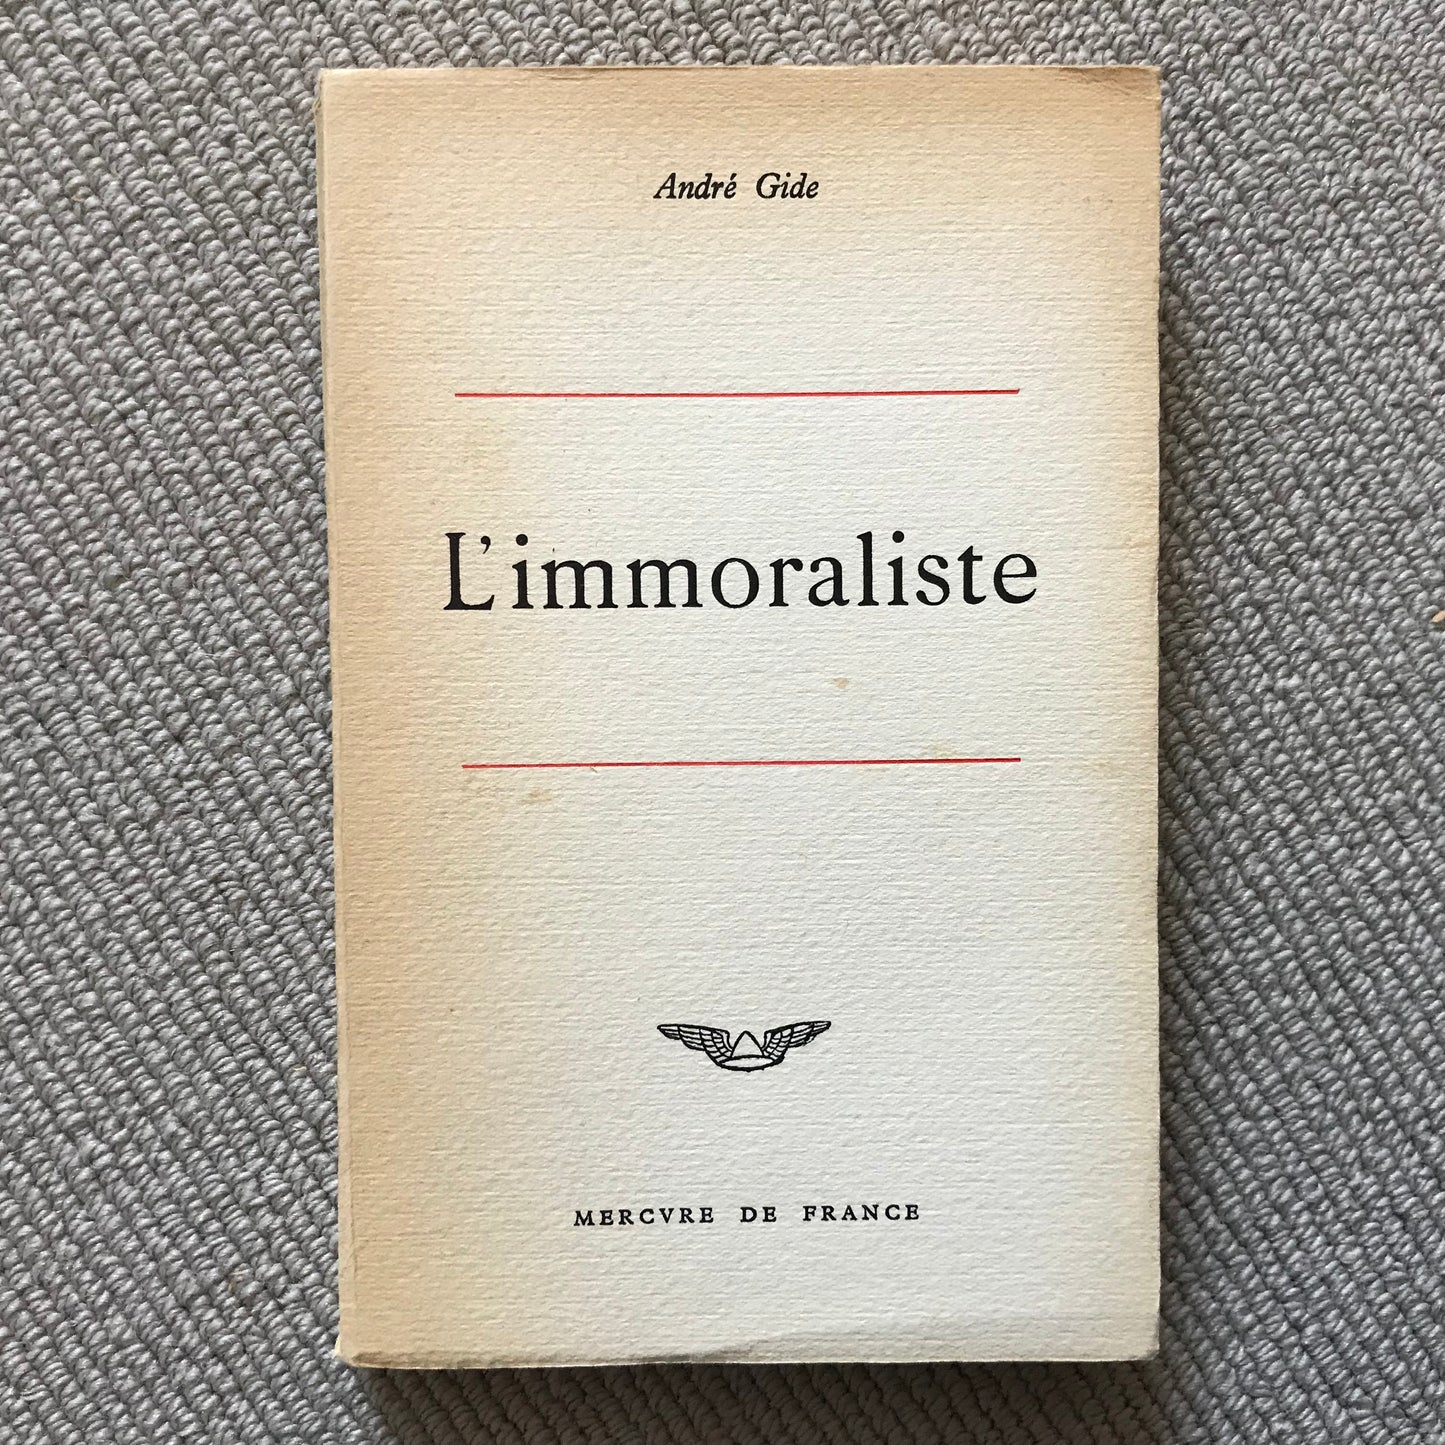 André Gide
L'immoraliste
MERCVRE DE FRANCE